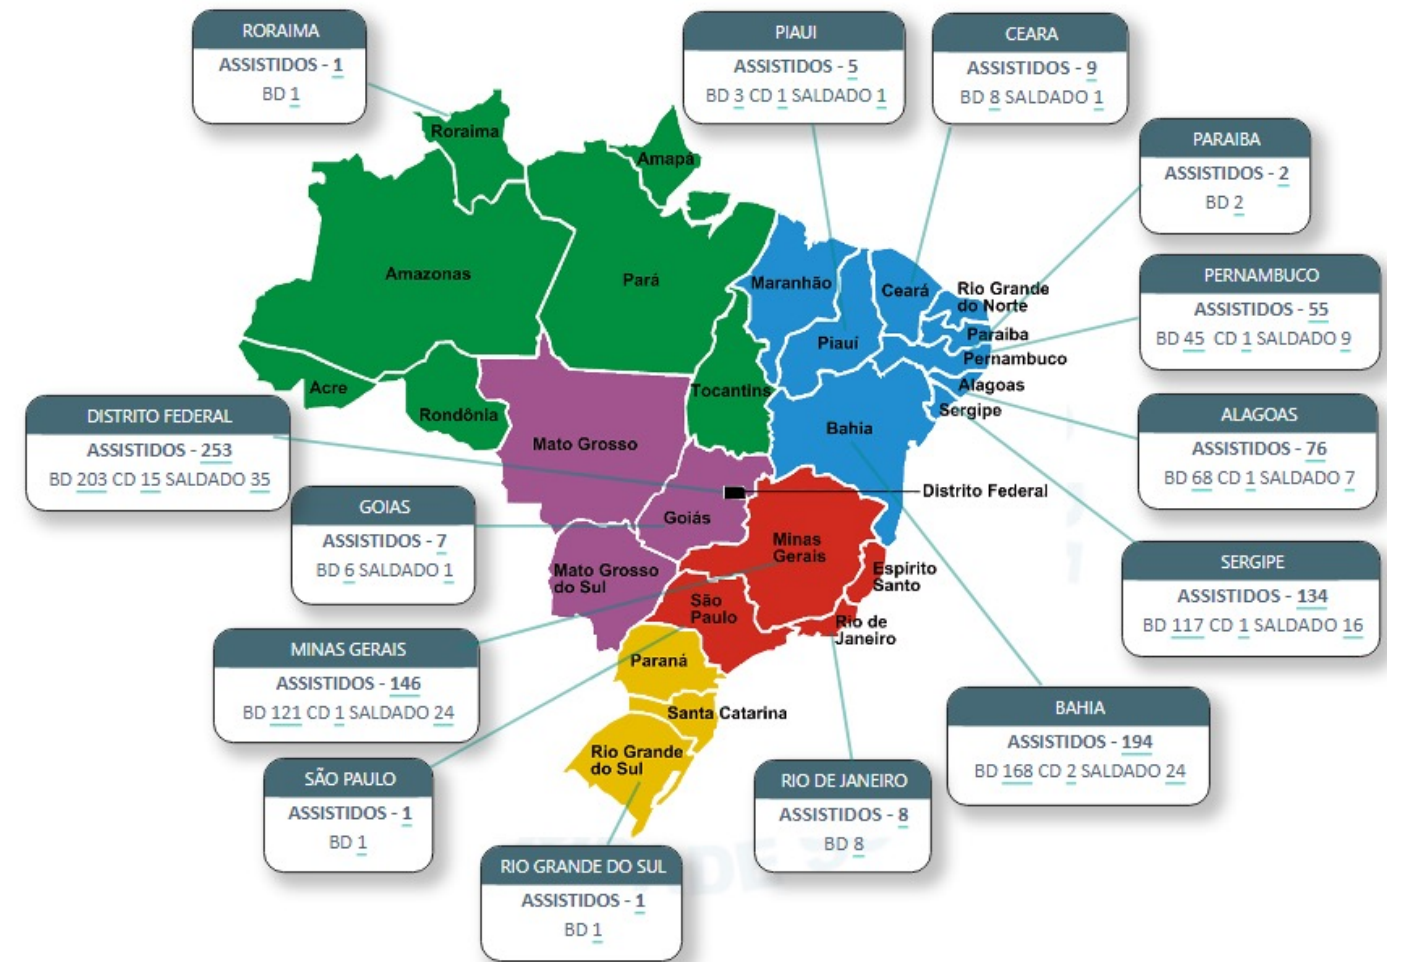 RORAIMA
ASSISTIDOS - 1
BD 1
PIAUI
ASSISTIDOS - 5
BD 3 CD 1 SALDADO 1
CEARA
ASSISTIDOS - 9
BD 8 SALDADO 1
PARAIBA
ASSISTIDOS - 2
BD 2
PERNAMBUCO
ASSISTIDOS - 55
BD 45 CD 1 SALDADO 9
ALAGOAS
ASSISTIDOS - 76
BD 68 CD 1 SALDADO 7
SERGIPE
ASSISTIDOS - 134
BD 117 CD 1 SALDADO 16
BAHIA
ASSISTIDOS - 194
BD 168 CD 2 SALDADO 24
DISTRITO FEDERAL
ASSISTIDOS - 253
BD 203 CD 15 SALDADO 35
GOIAS
ASSISTIDOS - 7
BD 6 SALDADO 1
MINAS GERAIS
ASSISTIDOS - 146
BD 121 CD 1 SALDADO 24
SÃO PAULO
ASSISTIDOS - 1
BD 1
RIO GRANDE DO SUL
ASSISTIDOS - 1
BD 1
RIO DE JANEIRO
ASSISTIDOS - 8
BD 8
Roraima
Amapá
Amazonas
Pará
Maranhão
Ceará
Rio Grande
do Norte
Paraiba
Piauí
Pernambuco
Alagoas
Sergipe
Acre
Rondônia
Tocantins
Bahia
Mato Grosso
Distrito Federal
Goiás
Minas
Gerais
Espírito
Santo
Mato Grosso
do Sul
São
Paulo
Rio de
Janeiro
Paraná
Santa Catarina
Rio Grande
do Sul